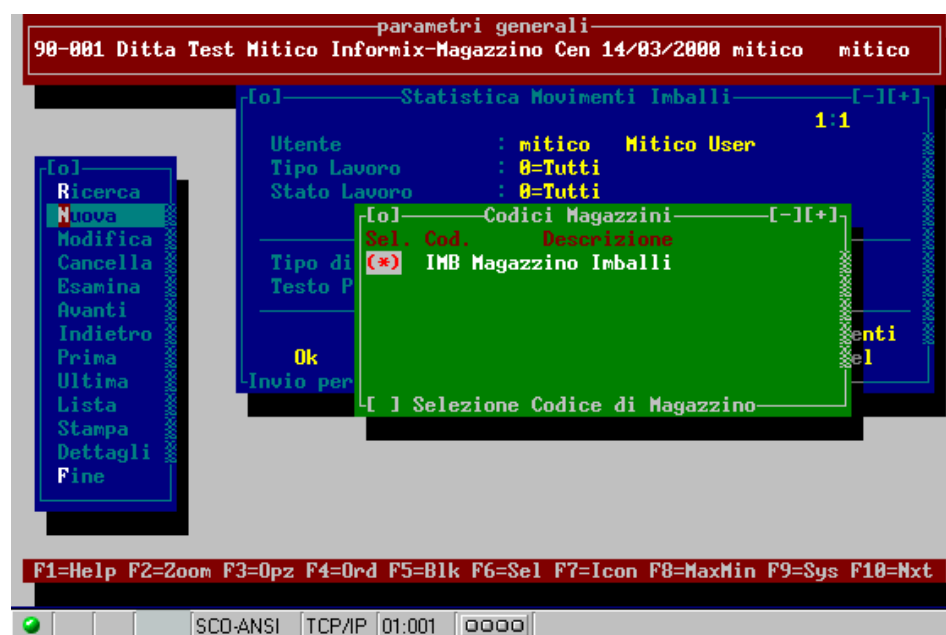 parametri generali
90-001 Ditta Test Mitico Informix-Magazzino Cen 14/03/2000 mitico mitico
[o] Statistica Movimenti Imballi [-][+]
1:1
Utente : mitico Mitico User
Tipo Lavoro : 0=Tutti
Stato Lavoro : 0=Tutti
[o]
Ricerca
Nuova
Modifica
Cancella
Esamina
Avanti
Indietro
Prima
Ultima
Lista
Stampa
Dettagli
Fine
[o] Codici Magazzini [-][+]
Sel. Cod. Descrizione
(*) IMB Magazzino Imballi
[ ] Selezione Codice di Magazzino
Tipo di
Testo P
enti
Ok el
Invio per
F1=Help F2=Zoom F3=Opz F4=Ord F5=Blk F6=Sel F7=Icon F8=MaxMin F9=Sys F10=Nxt
SCO-ANSI TCP/IP 01:001